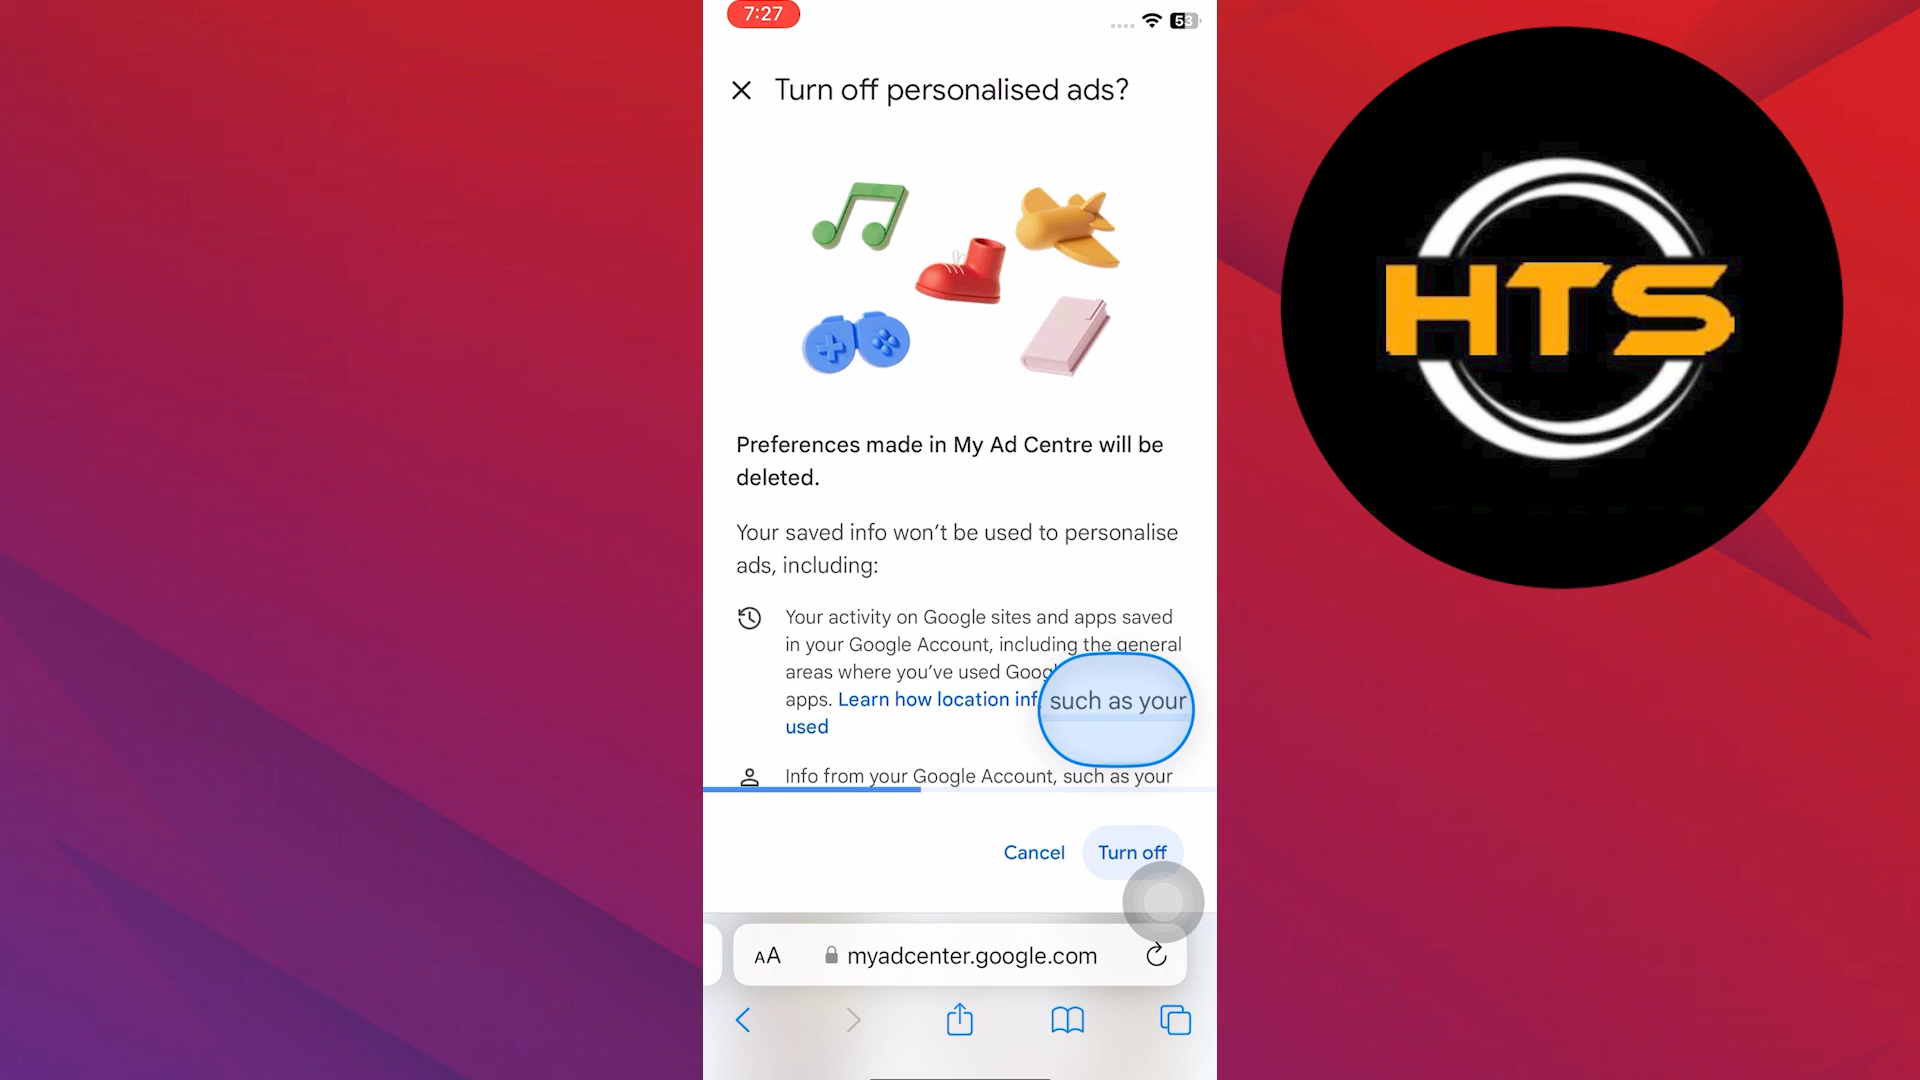 7:27
53
Turn off personalised ads?
Preferences made in My Ad Centre will be
deleted.
Your saved info won’t be used to personalise
ads, including:
Your activity on Google sites and apps saved
in your Google Account, including the general
areas where you’ve used Goog
apps. Learn how location inf
used
such as your
Info from your Google Account, such as your
Cancel
Turn off
AA
myadcenter.google.com
HTS